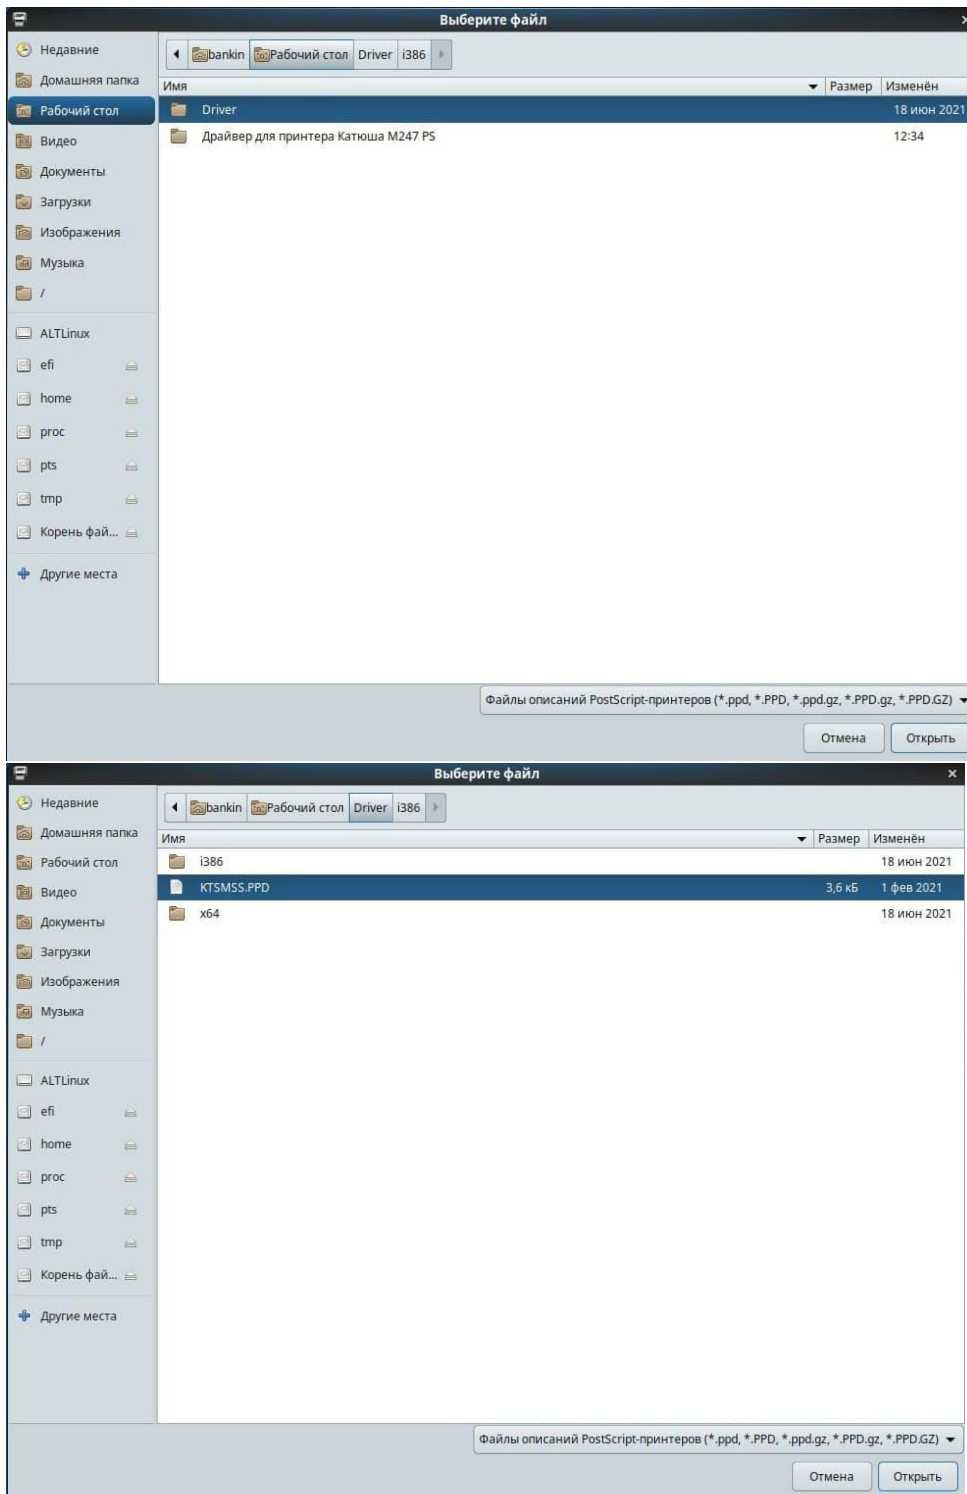 Выберите файл
Недавние
Домашняя папка
Рабочий стол
Видео
Документы
Загрузки
Изображения
Музыка
/
ALTLinux
efi
home
proc
pts
tmp
Корень фай...
Другие места
bankin Рабочий стол Driver i386
Имя Размер Изменён
Driver 18 июн 2021
Драйвер для принтера Катюша M247 PS 12:34
Файлы описаний PostScript-принтеров (*.ppd, *.PPD, *.ppd.gz, *.PPD.gz, *.PPD.GZ)
Отмена Открыть
Выберите файл
Недавние
Домашняя папка
Рабочий стол
Видео
Документы
Загрузки
Изображения
Музыка
/
ALTLinux
efi
home
proc
pts
tmp
Корень фай...
Другие места
bankin Рабочий стол Driver i386
Имя Размер Изменён
i386 18 июн 2021
KTSMSS.PPD 3,6 кБ 1 фев 2021
x64 18 июн 2021
Файлы описаний PostScript-принтеров (*.ppd, *.PPD, *.ppd.gz, *.PPD.gz, *.PPD.GZ)
Отмена Открыть